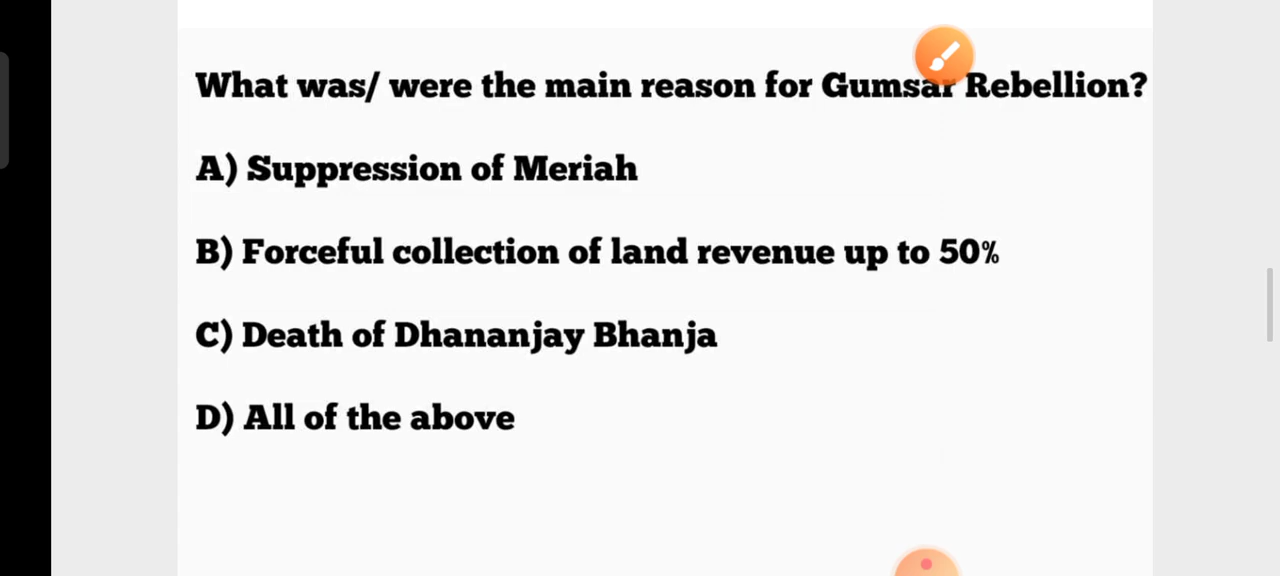 What was/ were the main reason for Gumsar Rebellion?
A) Suppression of Meriah
B) Forceful collection of land revenue up to 50%
C) Death of Dhananjay Bhanja
D) All of the above